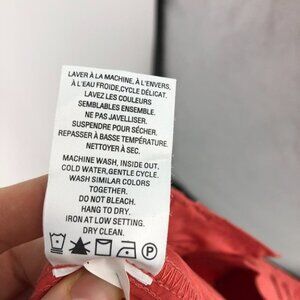 LAVER À LA MACHINE, À L'ENVERS,
À L'EAU FROIDE, CYCLE DÉLICAT.
LAVEZ LES COULEURS
SEMBLABLES ENSEMBLE.
NE PAS JAVELLISER.
SUSPENDRE POUR SÉCHER.
REPASSER À BASSE TEMPÉRATURE.
NETTOYER À SEC.
MACHINE WASH, INSIDE OUT,
COLD WATER, GENTLE CYCLE.
WASH SIMILAR COLORS
TOGETHER.
DO NOT BLEACH.
HANG TO DRY.
IRON AT LOW SETTING.
DRY CLEAN.
P